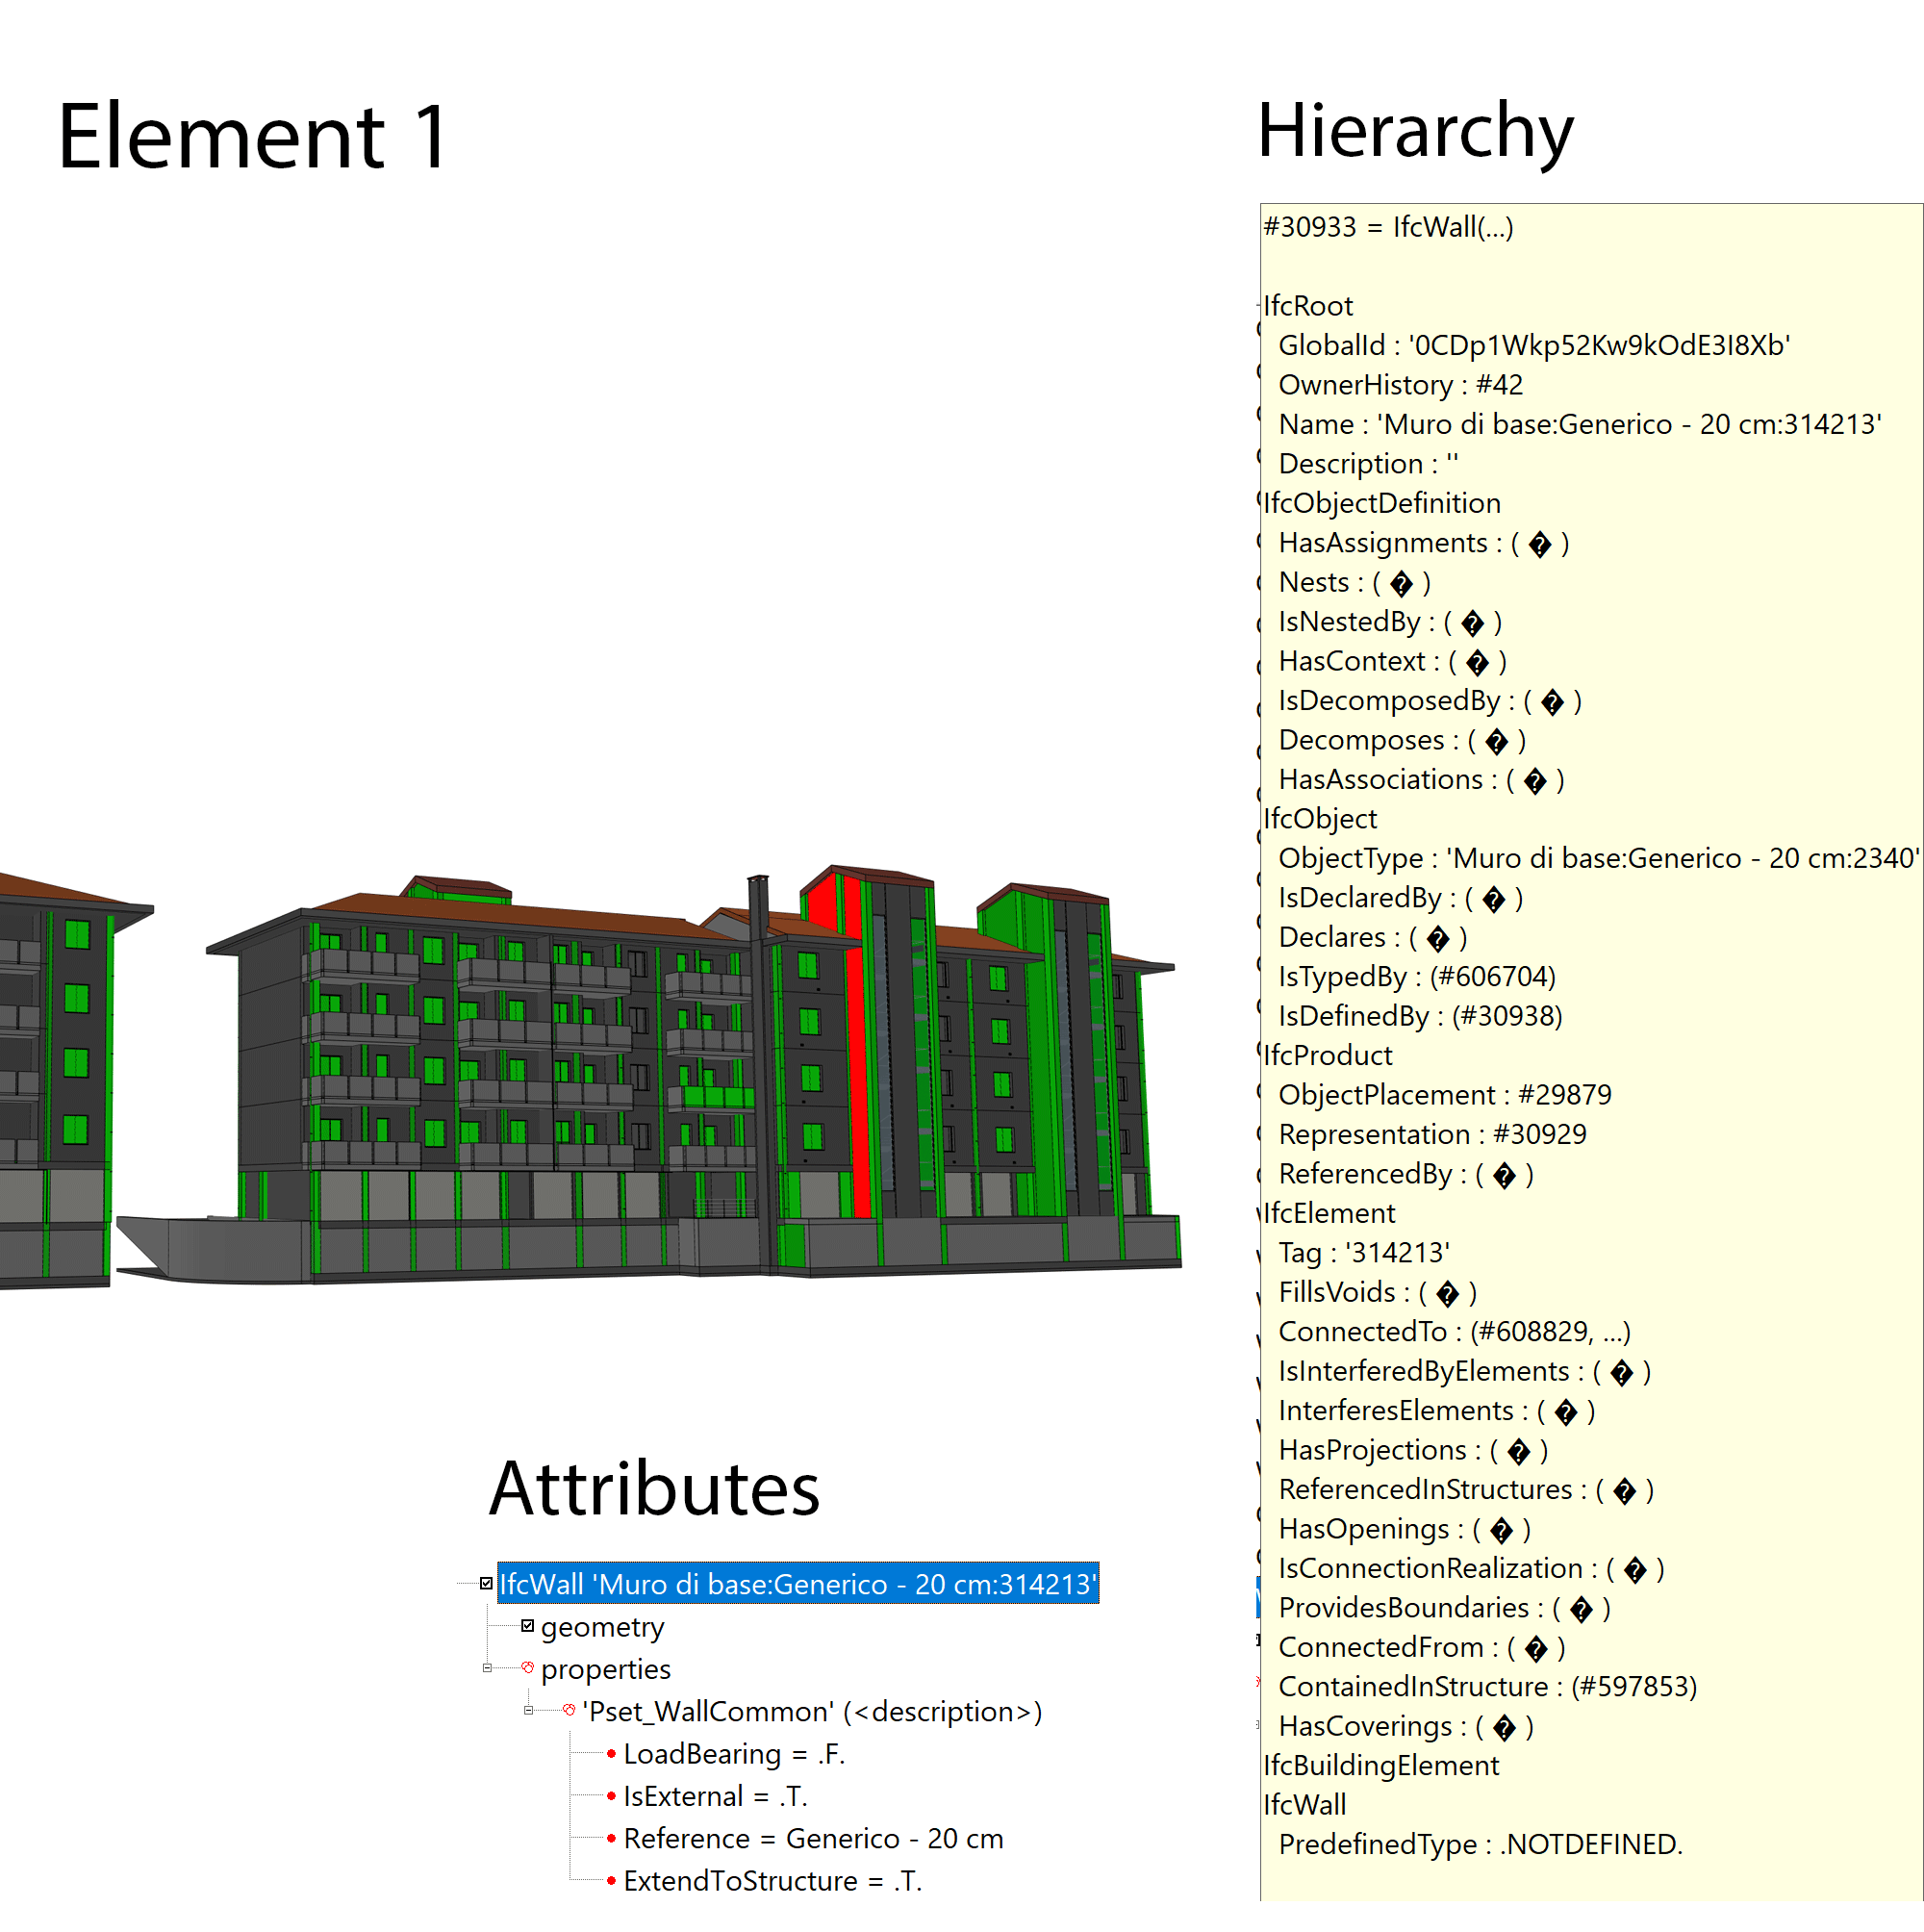 Element 1
Hierarchy
#30933 = IfcWall(...)
IfcRoot
GlobalId : '0CDp1Wkp52Kw9kOdE3I8Xb'
OwnerHistory : #42
Name : 'Muro di base:Generico - 20 cm:314213'
Description : ''
IfcObjectDefinition
HasAssignments : ( � )
Nests : ( � )
IsNestedBy : ( � )
HasContext : ( � )
IsDecomposedBy : ( � )
Decomposes : ( � )
HasAssociations : ( � )
IfcObject
ObjectType : 'Muro di base:Generico - 20 cm:2340'
IsDeclaredBy : ( � )
Declares : ( � )
IsTypedBy : (#606704)
IsDefinedBy : (#30938)
IfcProduct
ObjectPlacement : #29879
Representation : #30929
ReferencedBy : ( � )
IfcElement
Tag : '314213'
FillsVoids : ( � )
ConnectedTo : (#608829, ...)
IsInterferedByElements : ( � )
InterferesElements : ( � )
HasProjections : ( � )
ReferencedInStructures : ( � )
HasOpenings : ( � )
IsConnectionRealization : ( � )
ProvidesBoundaries : ( � )
ConnectedFrom : ( � )
ContainedInStructure : (#597853)
HasCoverings : ( � )
IfcBuildingElement
IfcWall
PredefinedType : .NOTDEFINED.
Attributes
IfcWall 'Muro di base:Generico - 20 cm:314213'
geometry
properties
'Pset_WallCommon' (<description>)
LoadBearing = .F.
IsExternal = .T.
Reference = Generico - 20 cm
ExtendToStructure = .T.